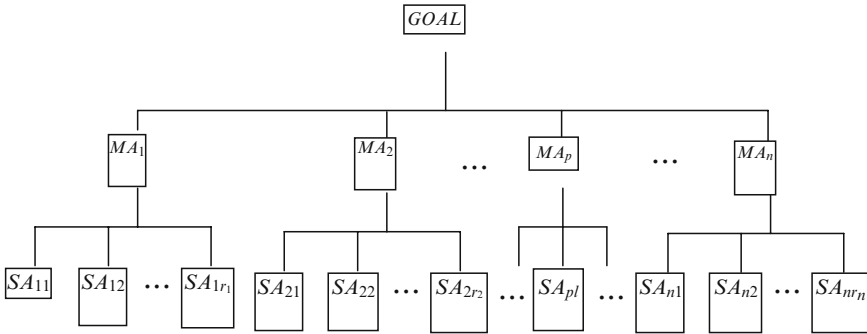 GOAL
MA₁ MA₂ ... MAₚ ... MAₙ
SA₁₁ SA₁₂ ... SA₁ᵣ₁ SA₂₁ SA₂₂ ... SA₂ᵣ₂ ... SAₚₗ ... SAₙ₁ SAₙ₂ ... SAₙᵣₙ